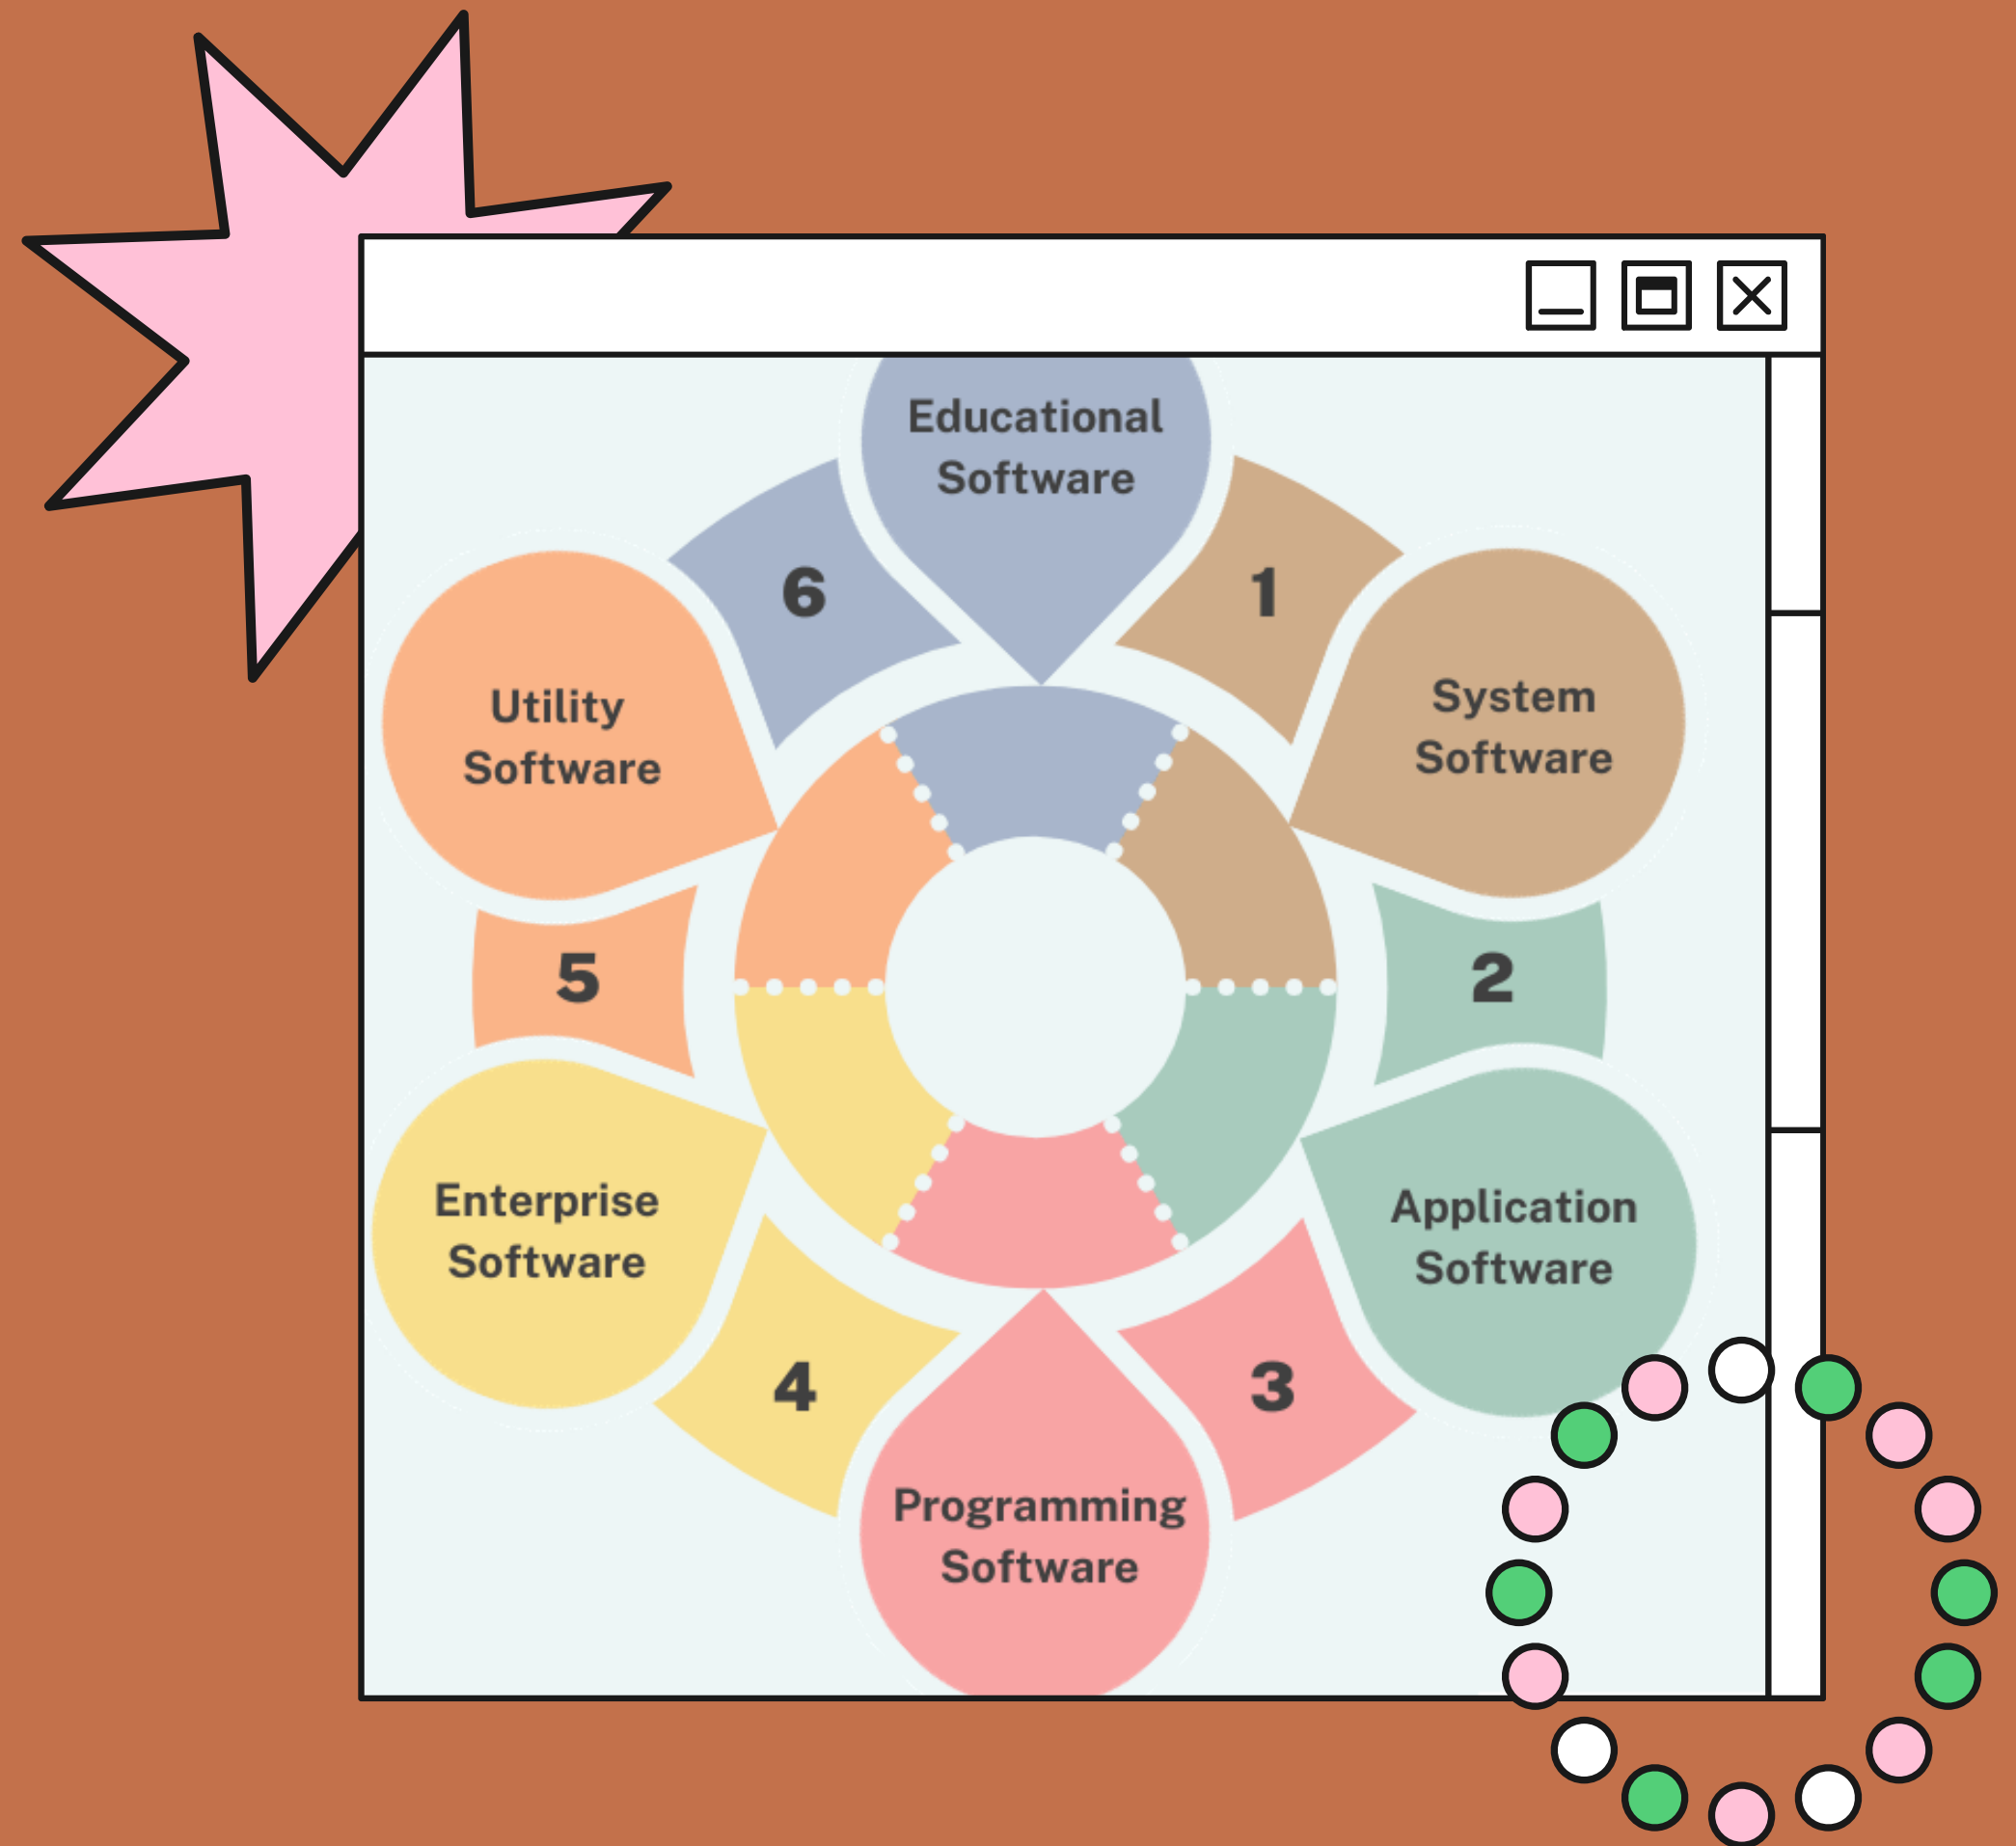 Educational
Software
1
System
Software
2
Application
Software
3
Programming
Software
4
Enterprise
Software
5
Utility
Software
6